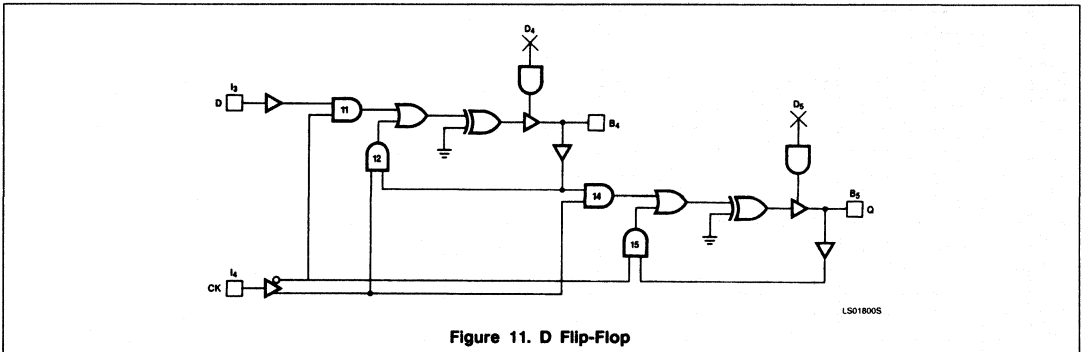 D₄
I₃
D
11
B₄
D₅
12
14
B₅
Q
15
I₄
CK
LS01800S
Figure 11. D Flip-Flop